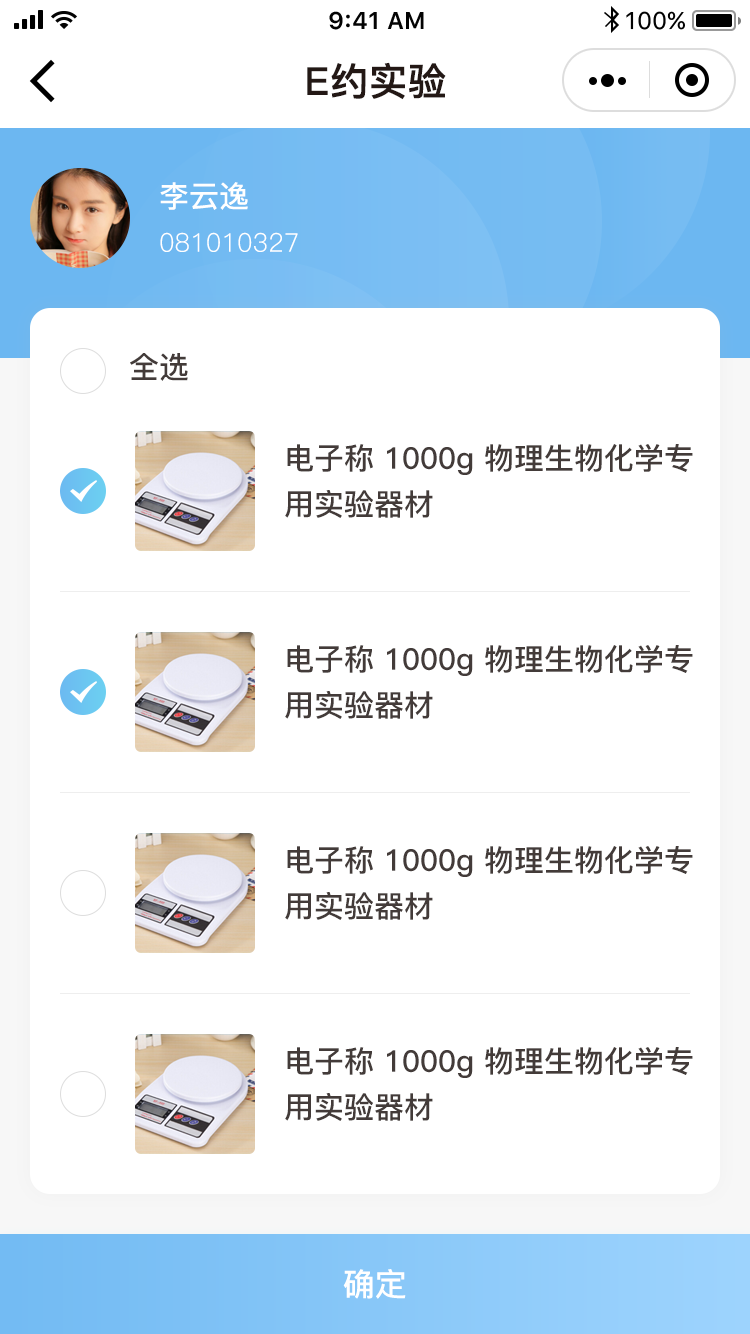 9:41 AM
100%
E约实验
李云逸
081010327
全选
电子称 1000g 物理生物化学专
用实验器材
电子称 1000g 物理生物化学专
用实验器材
电子称 1000g 物理生物化学专
用实验器材
电子称 1000g 物理生物化学专
用实验器材
确定